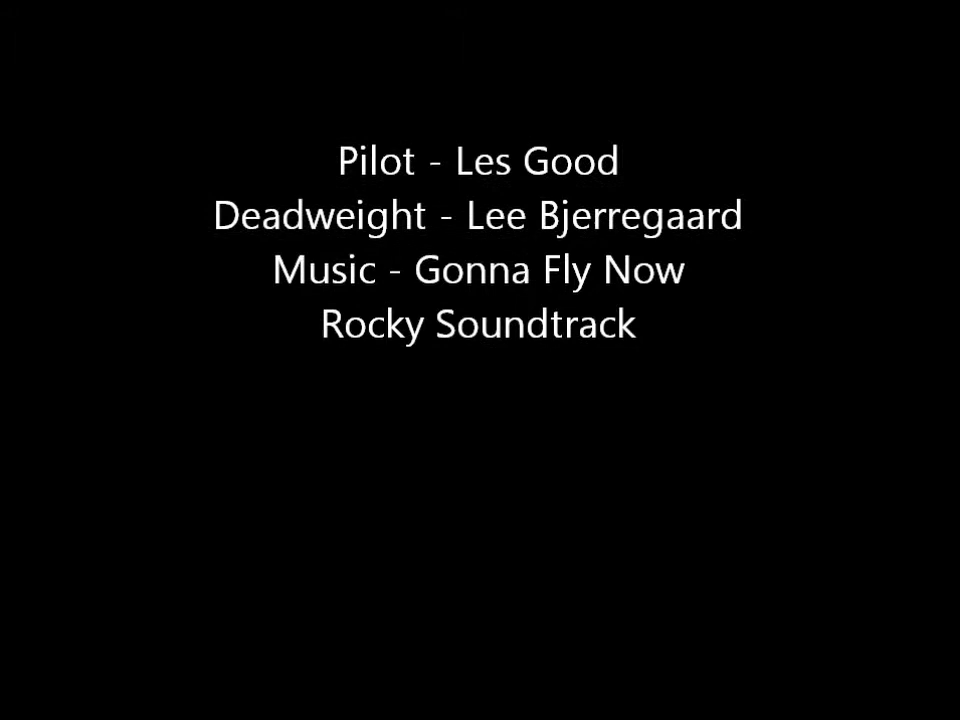 Pilot - Les Good
Deadweight - Lee Bjerregaard
Music - Gonna Fly Now
Rocky Soundtrack